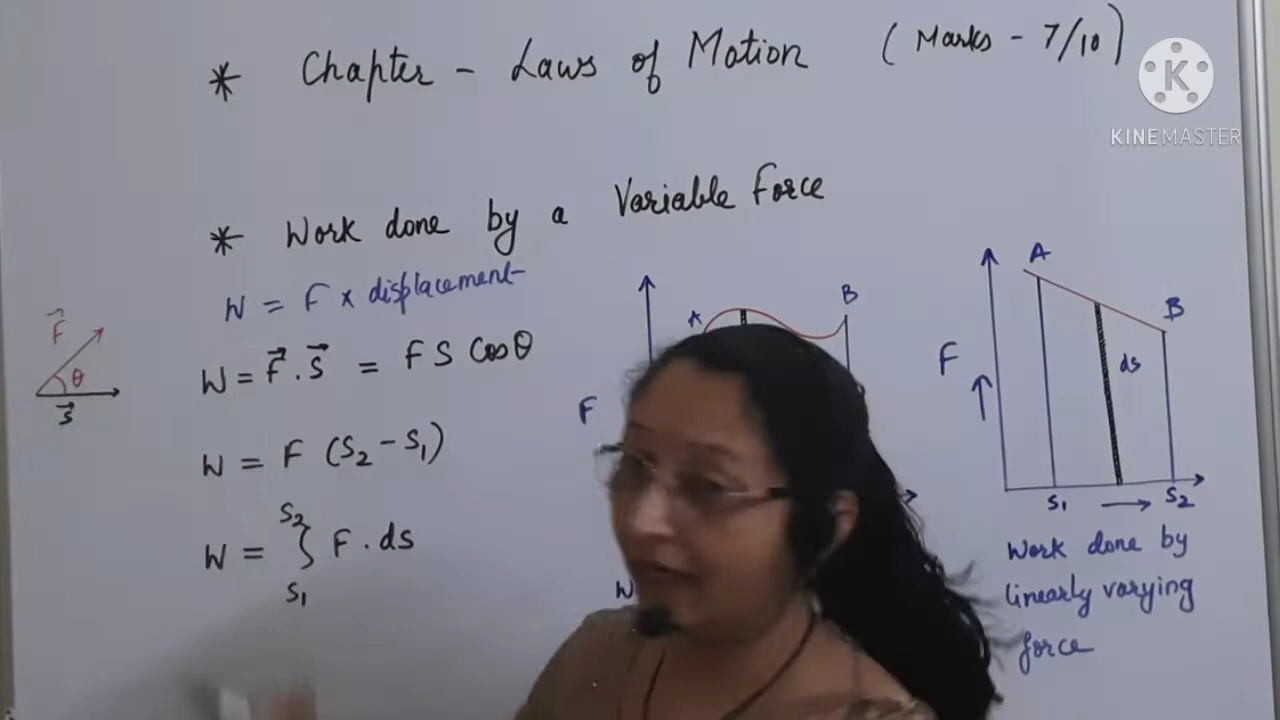 * Chapter - Laws of Motion (Marks - 7/10)
K
KINEMASTER
* Work done by a Variable Force
W = F x displacement
W = F⃗ . S⃗ = F S Cosθ
W = F (S₂ - S₁)
W = ∫ F . ds
S₂
S₁
F⃗
θ
S⃗
A
B
F
W
A
B
F
ds
S₁
S₂
Work done by
linearly varying
force